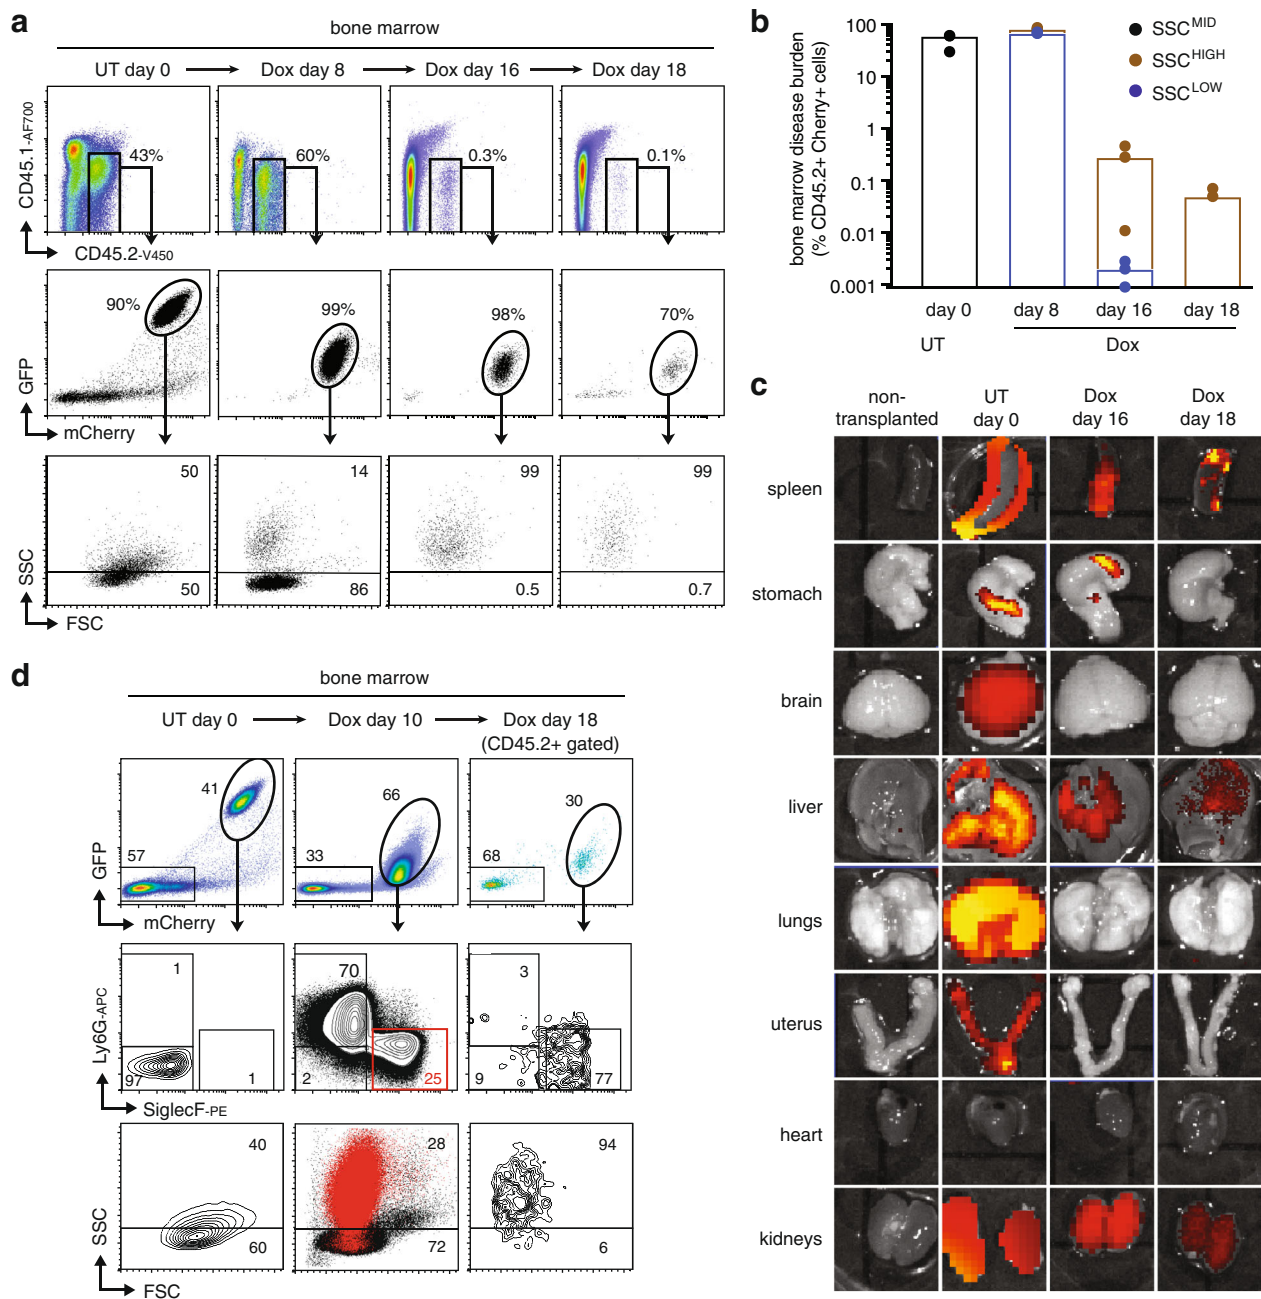 a
bone marrow
UT day 0
Dox day 8
Dox day 16
Dox day 18
CD45.1-AF700
43%
60%
0.3%
0.1%
CD45.2-V450
90%
99%
98%
70%
GFP
mCherry
50
14
99
99
SSC
50
86
0.5
0.7
FSC
b
bone marrow disease burden
(% CD45.2+ Cherry+ cells)
100
10
1
0.1
0.01
0.001
SSCMID
SSCHIGH
SSCLOW
day 0
day 8
day 16
day 18
UT
Dox
c
non-
transplanted
UT
day 0
Dox
day 16
Dox
day 18
spleen
stomach
brain
liver
lungs
uterus
heart
kidneys
d
bone marrow
UT day 0
Dox day 10
Dox day 18
(CD45.2+ gated)
41
66
30
57
33
68
GFP
mCherry
1
70
3
Ly6G-APC
97
1
2
25
9
77
SiglecF-PE
40
28
94
SSC
60
72
6
FSC